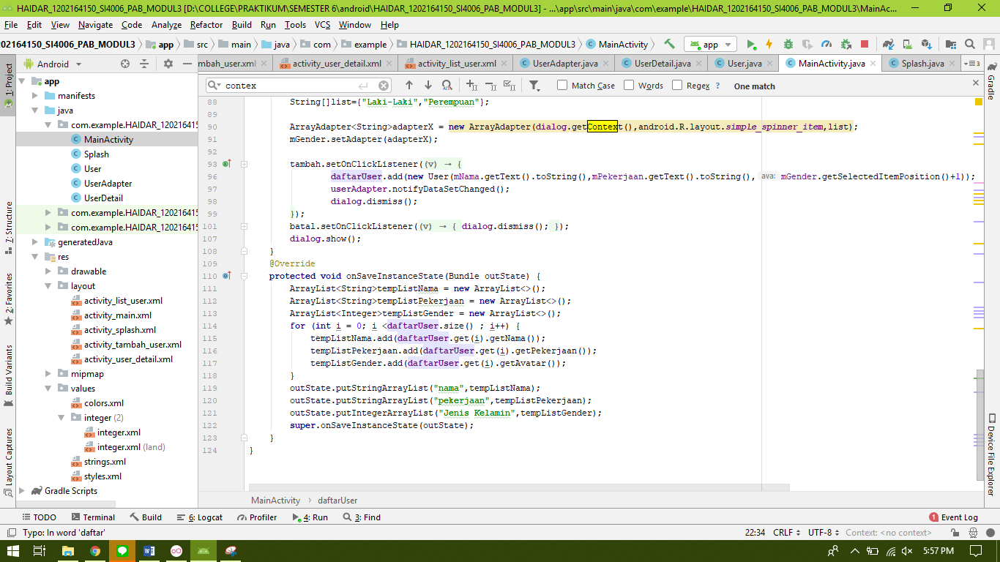 HAIDAR_1202164150_SI4006_PAB_MODUL3 [D:\COLLEGE\PRAKTIKUM\SEMESTER 6\android\HAIDAR_1202164150_SI4006_PAB_MODUL3] - ...\app\src\main\java\com\example\HAIDAR_1202164150_SI4006_PAB_MODUL3\MainAc...
File Edit View Navigate Code Analyze Refactor Build Run Tools VCS Window Help
02164150_SI4006_PAB_MODUL3 app src main java com example HAIDAR_1202164150_SI4006_PAB_MODUL3 MainActivity app
Android mbah_user.xml activity_user_detail.xml activity_list_user.xml UserAdapter.java UserDetail.java User.java MainActivity.java Splash.java 3
contex Match Case Words Regex ? One match
1: Project
Z: Structure
2: Favorites
Build Variants
Layout Captures
app
manifests
java
com.example.HAIDAR_120216415
MainActivity
Splash
User
UserAdapter
UserDetail
com.example.HAIDAR_120216415
com.example.HAIDAR_120216415
generatedJava
res
drawable
layout
activity_list_user.xml
activity_main.xml
activity_splash.xml
activity_tambah_user.xml
activity_user_detail.xml
mipmap
values
colors.xml
integer (2)
integer.xml
integer.xml (land)
strings.xml
styles.xml
Gradle Scripts
88 String[]list={"Laki-Laki","Perempuan"};
89
90 ArrayAdapter<String>adapterX = new ArrayAdapter(dialog.getContext(),android.R.layout.simple_spinner_item,list);
91 mGender.setAdapter(adapterX);
92
93 tambah.setOnClickListener((v) → {
96 daftarUser.add(new User(mNama.getText().toString(),mPekerjaan.getText().toString(), ava: mGender.getSelectedItemPosition()+1));
97 userAdapter.notifyDataSetChanged();
98 dialog.dismiss();
99 });
101 batal.setOnClickListener((v) → { dialog.dismiss(); });
107 dialog.show();
108 }
109 @Override
110 protected void onSaveInstanceState(Bundle outState) {
111 ArrayList<String>tempListNama = new ArrayList<>();
112 ArrayList<String>tempListPekerjaan = new ArrayList<>();
113 ArrayList<Integer>tempListGender = new ArrayList<>();
114 for (int i = 0; i <daftarUser.size() ; i++) {
115 tempListNama.add(daftarUser.get(i).getNama());
116 tempListPekerjaan.add(daftarUser.get(i).getPekerjaan());
117 tempListGender.add(daftarUser.get(i).getAvatar());
118 }
119 outState.putStringArrayList("nama",tempListNama);
120 outState.putStringArrayList("pekerjaan",tempListPekerjaan);
121 outState.putIntegerArrayList("Jenis Kelamin",tempListGender);
122 super.onSaveInstanceState(outState);
123 }
124 }
Gradle
Device File Explorer
MainActivity daftarUser
TODO Terminal Build 6: Logcat Profiler 4: Run 3: Find 1 Event Log
Typo: In word 'daftar' 22:34 CRLF UTF-8 Context: <no context>
5:57 PM